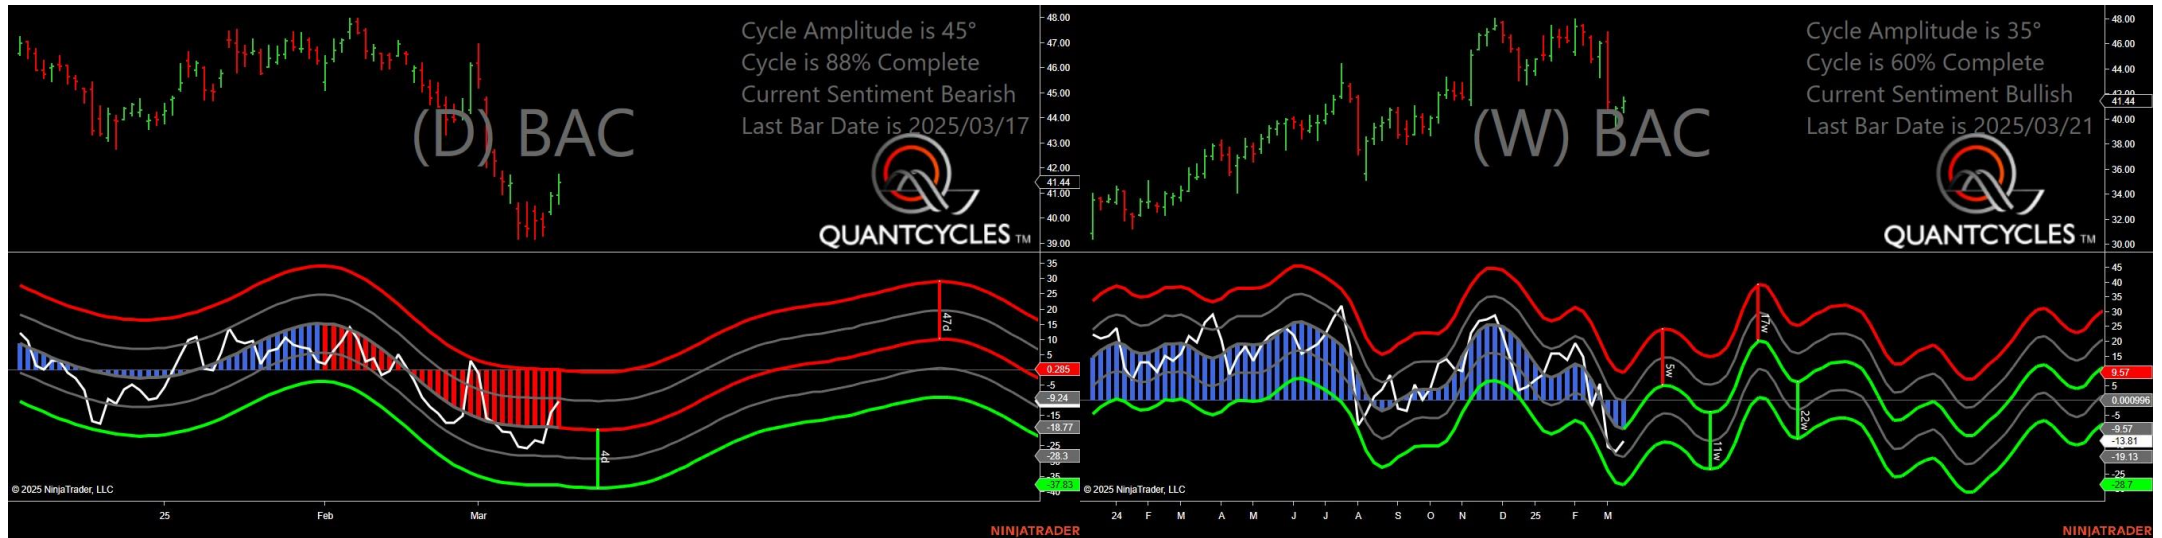 Cycle Amplitude is 45°
Cycle is 88% Complete
Current Sentiment Bearish
Last Bar Date is 2025/03/17
(D) BAC
QUANTCYCLES TM
48.00
47.00
46.00
45.00
44.00
43.00
42.00
41.44
41.00
40.00
39.00
35
30
25
20
15
10
5
0.285
-5
-9.24
-15
-18.77
-25
-28.3
-37.83
-40
47d
4d
© 2025 NinjaTrader, LLC
25 Feb Mar
NINJATRADER
Cycle Amplitude is 35°
Cycle is 60% Complete
Current Sentiment Bullish
Last Bar Date is 2025/03/21
(W) BAC
QUANTCYCLES TM
48.00
46.00
44.00
42.00
41.44
40.00
38.00
36.00
34.00
32.00
30.00
45
40
35
30
25
20
15
9.57
5
0.000996
-5
-9.57
-13.81
-19.13
-25
-28.7
5w
11w
17w
22w
© 2025 NinjaTrader, LLC
24 F M A M J J A S O N D 25 F M
NINJATRADER